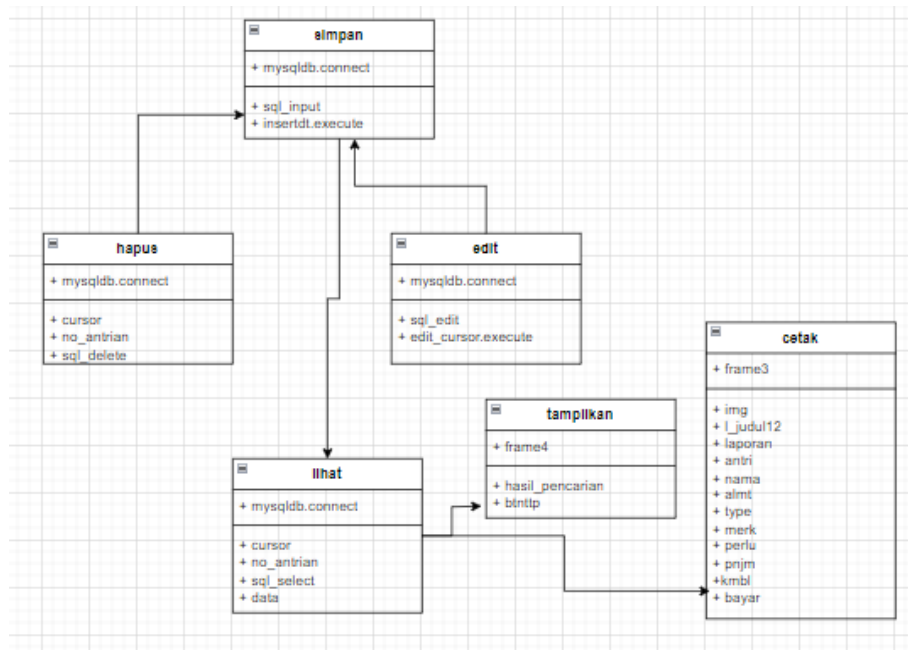 simpan
+ mysqldb.connect
+ sql_input
+ insertdt.execute
hapus
+ mysqldb.connect
+ cursor
+ no_antrian
+ sql_delete
edit
+ mysqldb.connect
+ sql_edit
+ edit_cursor.execute
lihat
+ mysqldb.connect
+ cursor
+ no_antrian
+ sql_select
+ data
tampilkan
+ frame4
+ hasil_pencarian
+ btnttp
cetak
+ frame3
+ img
+ l_judul12
+ laporan
+ antri
+ nama
+ almt
+ type
+ merk
+ perlu
+ pnjm
+kmbl
+ bayar